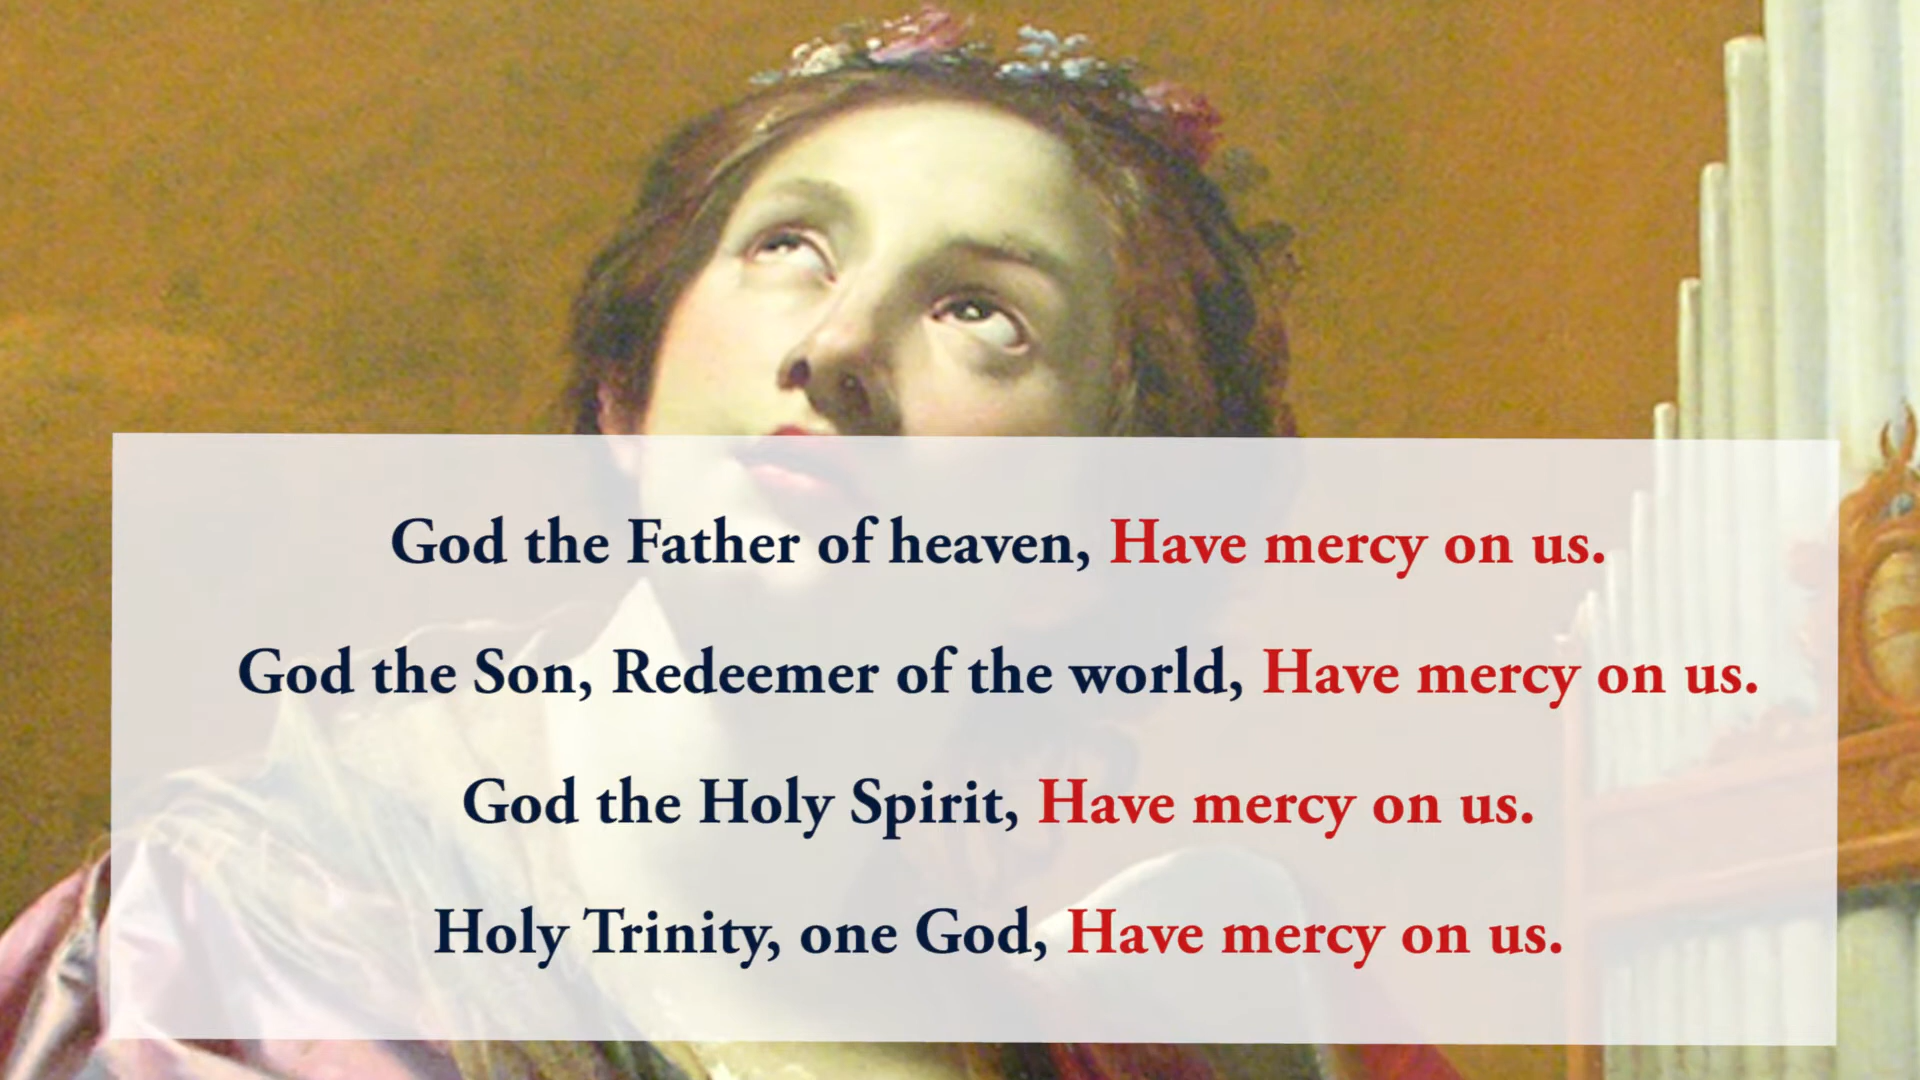 God the Father of heaven, Have mercy on us.
God the Son, Redeemer of the world, Have mercy on us.
God the Holy Spirit, Have mercy on us.
Holy Trinity, one God, Have mercy on us.